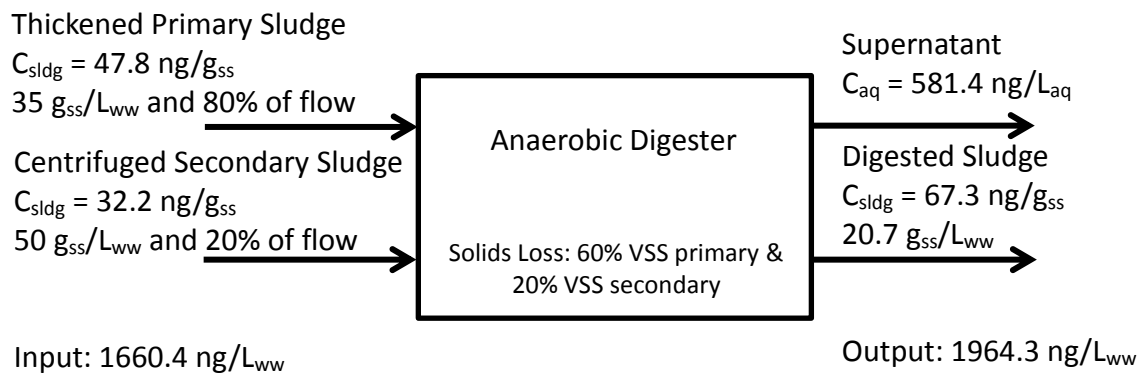 Thickened Primary Sludge
Csldg = 47.8 ng/gss
35 gss/Lww and 80% of flow
Centrifuged Secondary Sludge
Csldg = 32.2 ng/gss
50 gss/Lww and 20% of flow
Input: 1660.4 ng/Lww
Anaerobic Digester
Solids Loss: 60% VSS primary &
20% VSS secondary
Supernatant
Caq = 581.4 ng/Laq
Digested Sludge
Csldg = 67.3 ng/gss
20.7 gss/Lww
Output: 1964.3 ng/Lww